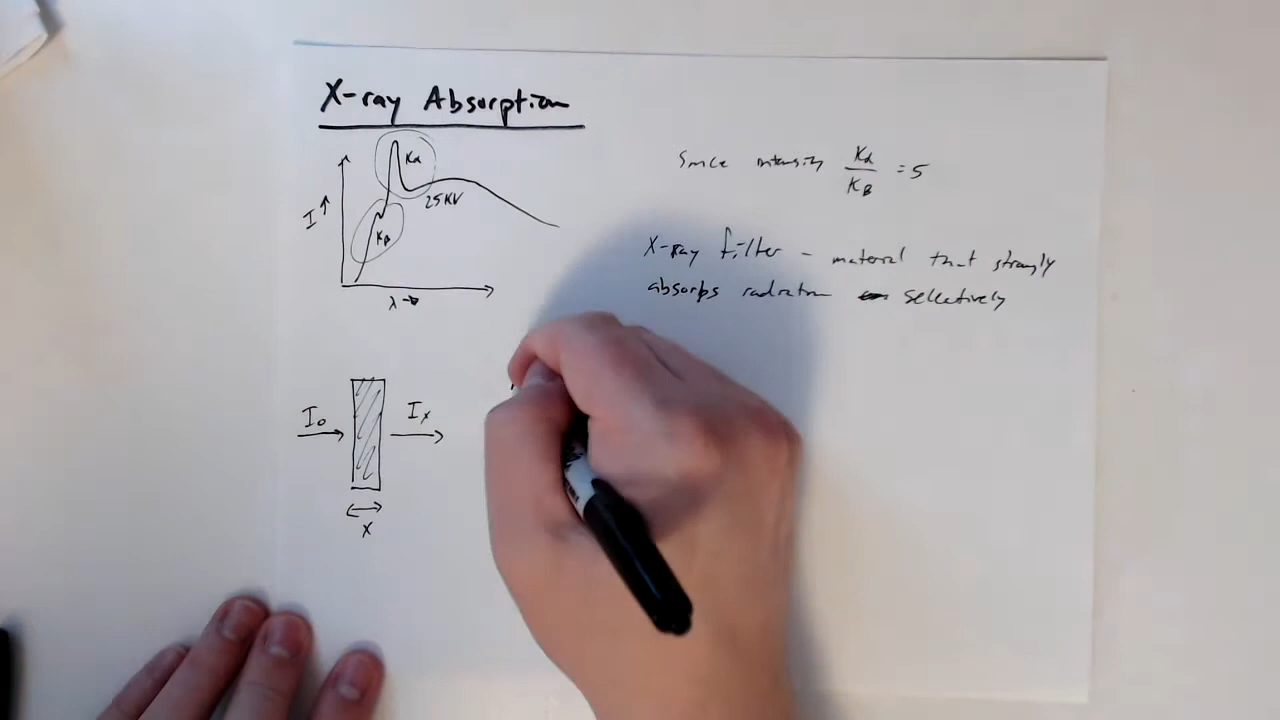 X-ray Absorption
I ↑
Kα
Kβ
25KV
λ →
Since intensity Kα / Kβ = 5
X-ray filter - material that strongly
absorbs radiation selectively
I₀
Iₓ
x